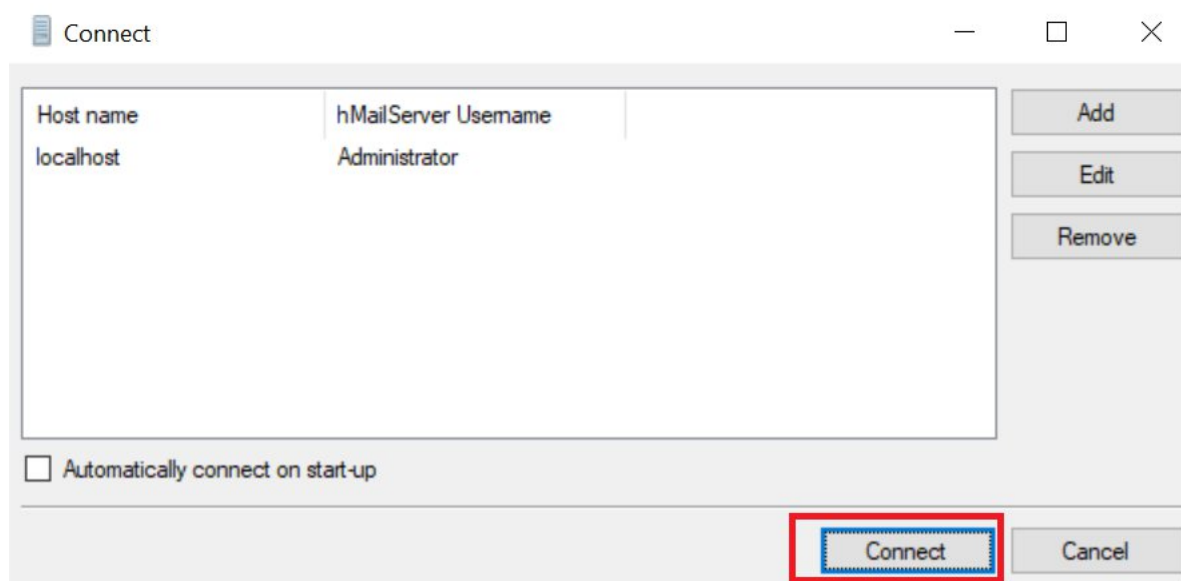 Connect
Host name hMailServer Username
localhost Administrator
Add
Edit
Remove
Automatically connect on start-up
Connect Cancel